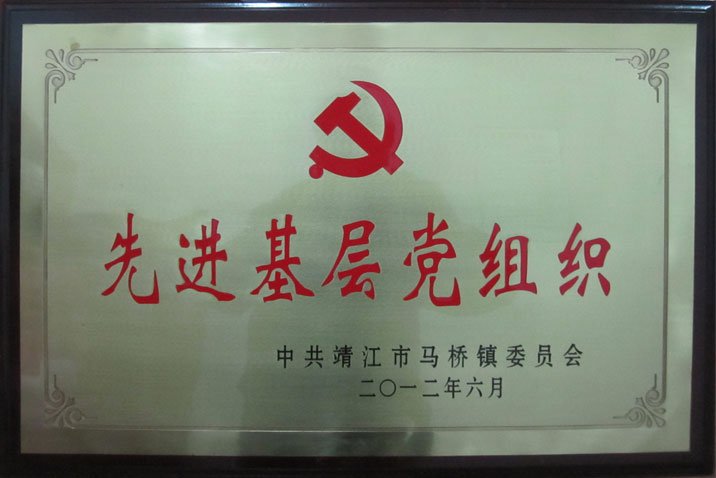 先进基层党组织
中共靖江市马桥镇委员会
二〇一二年六月